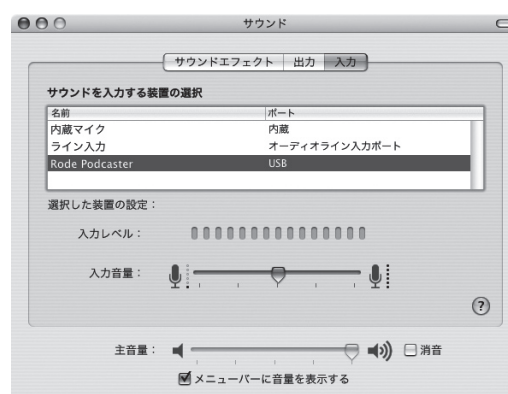 サウンド
サウンドエフェクト 出力 入力
サウンドを入力する装置の選択
名前 ポート
内蔵マイク 内蔵
ライン入力 オーディオライン入力ポート
Rode Podcaster USB
選択した装置の設定：
入力レベル：
入力音量：
?
主音量： 消音
メニューバーに音量を表示する